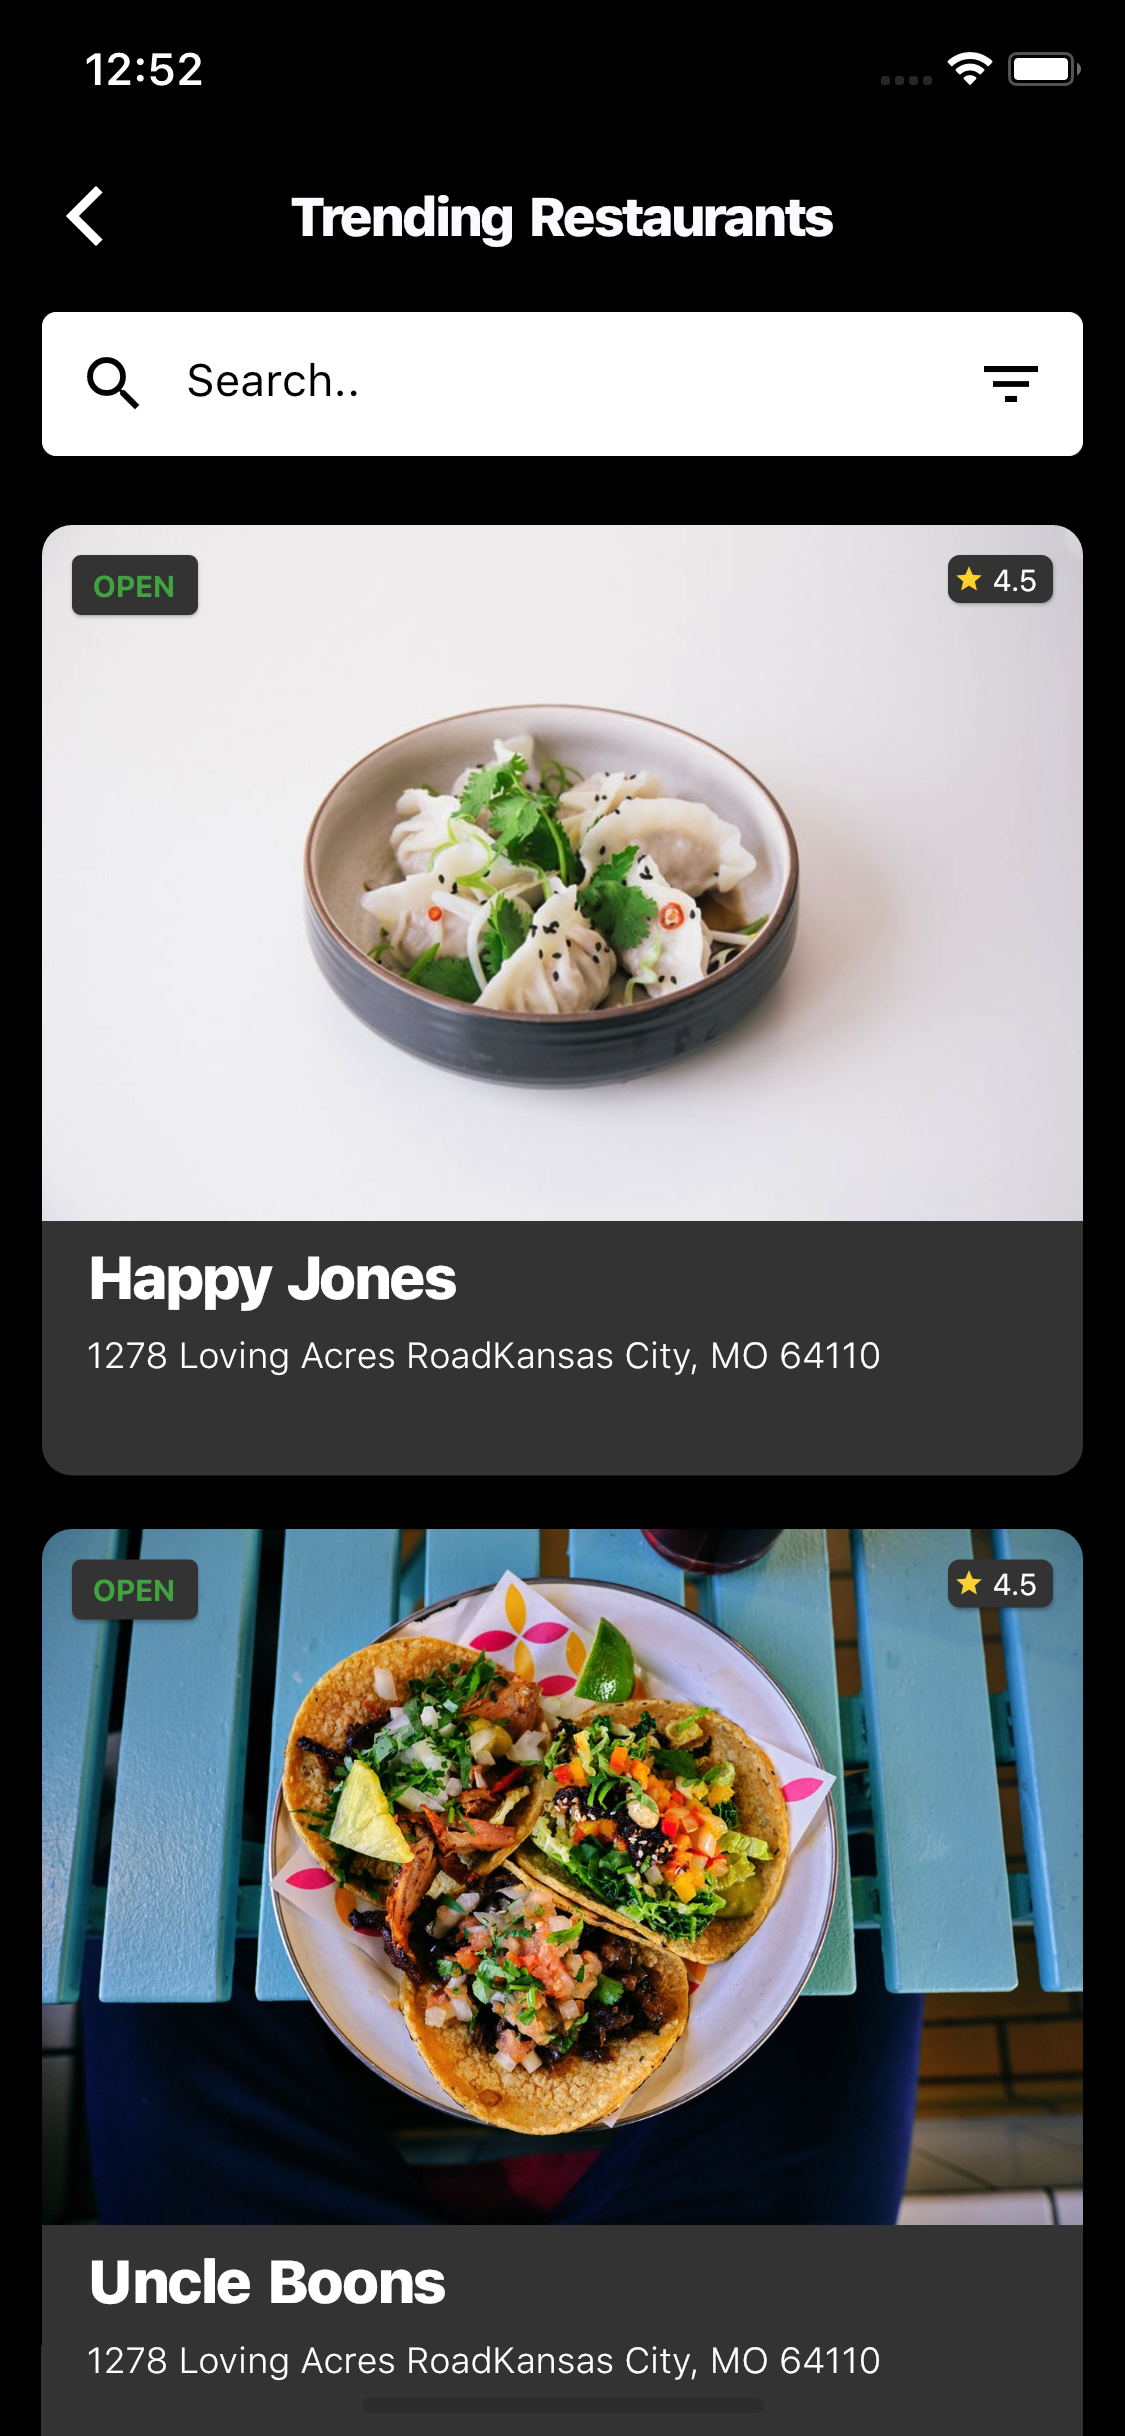 12:52
Trending Restaurants
Search..
OPEN
4.5
Happy Jones
1278 Loving Acres RoadKansas City, MO 64110
OPEN
4.5
Uncle Boons
1278 Loving Acres RoadKansas City, MO 64110